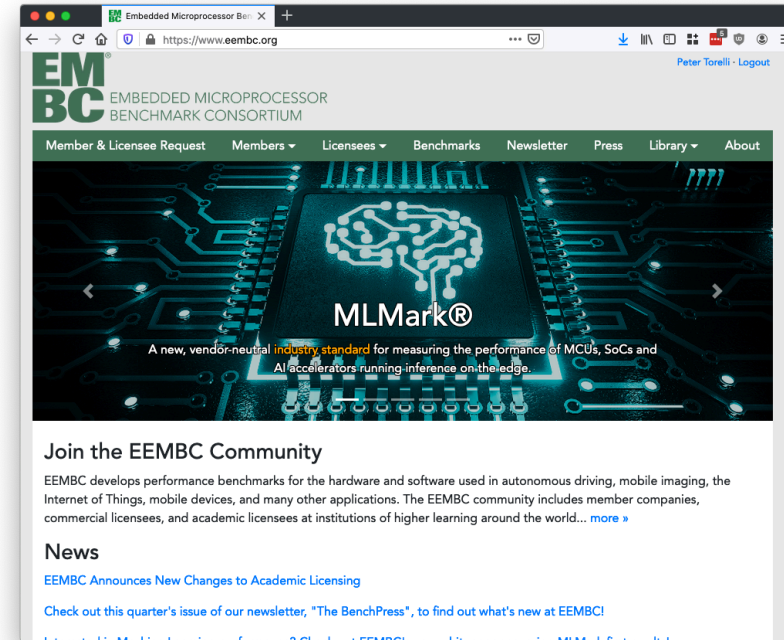 Embedded Microprocessor Ben
https://www.eembc.org
5
Peter Torelli · Logout
EM®
BC
EMBEDDED MICROPROCESSOR
BENCHMARK CONSORTIUM
Member & Licensee Request Members Licensees Benchmarks Newsletter Press Library About
MLMark®
A new, vendor-neutral industry standard for measuring the performance of MCUs, SoCs and
AI accelerators running inference on the edge.
Join the EEMBC Community
EEMBC develops performance benchmarks for the hardware and software used in autonomous driving, mobile imaging, the
Internet of Things, mobile devices, and many other applications. The EEMBC community includes member companies,
commercial licensees, and academic licensees at institutions of higher learning around the world... more »
News
EEMBC Announces New Changes to Academic Licensing
Check out this quarter's issue of our newsletter, "The BenchPress", to find out what's new at EEMBC!